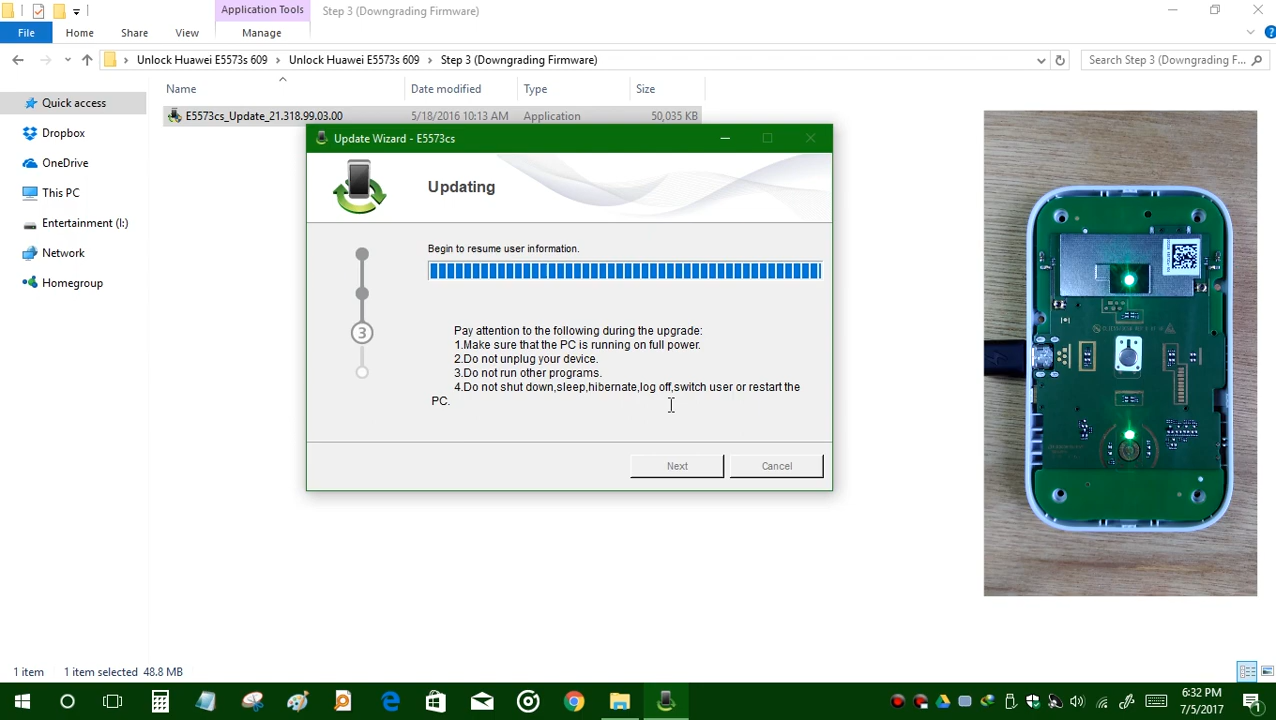 Application Tools
Step 3 (Downgrading Firmware)
File
Home
Share
View
Manage
Unlock Huawei E5573s 609
Unlock Huawei E5573s 609
Step 3 (Downgrading Firmware)
Search Step 3 (Downgrading F...
Name
Date modified
Type
Size
Quick access
Dropbox
OneDrive
This PC
Entertainment (I:)
Network
Homegroup
E5573cs_Update_21.318.99.03.00
5/18/2016 10:13 AM
Application
50,035 KB
Update Wizard - E5573cs
Updating
Begin to resume user information.
3
Pay attention to the following during the upgrade:
1.Make sure that the PC is running on full power.
2.Do not unplug your device.
3.Do not run other programs.
4.Do not shut down,sleep,hibernate,log off,switch user or restart the
PC.
Next
Cancel
1 item
1 item selected
48.8 MB
6:32 PM
7/5/2017
1